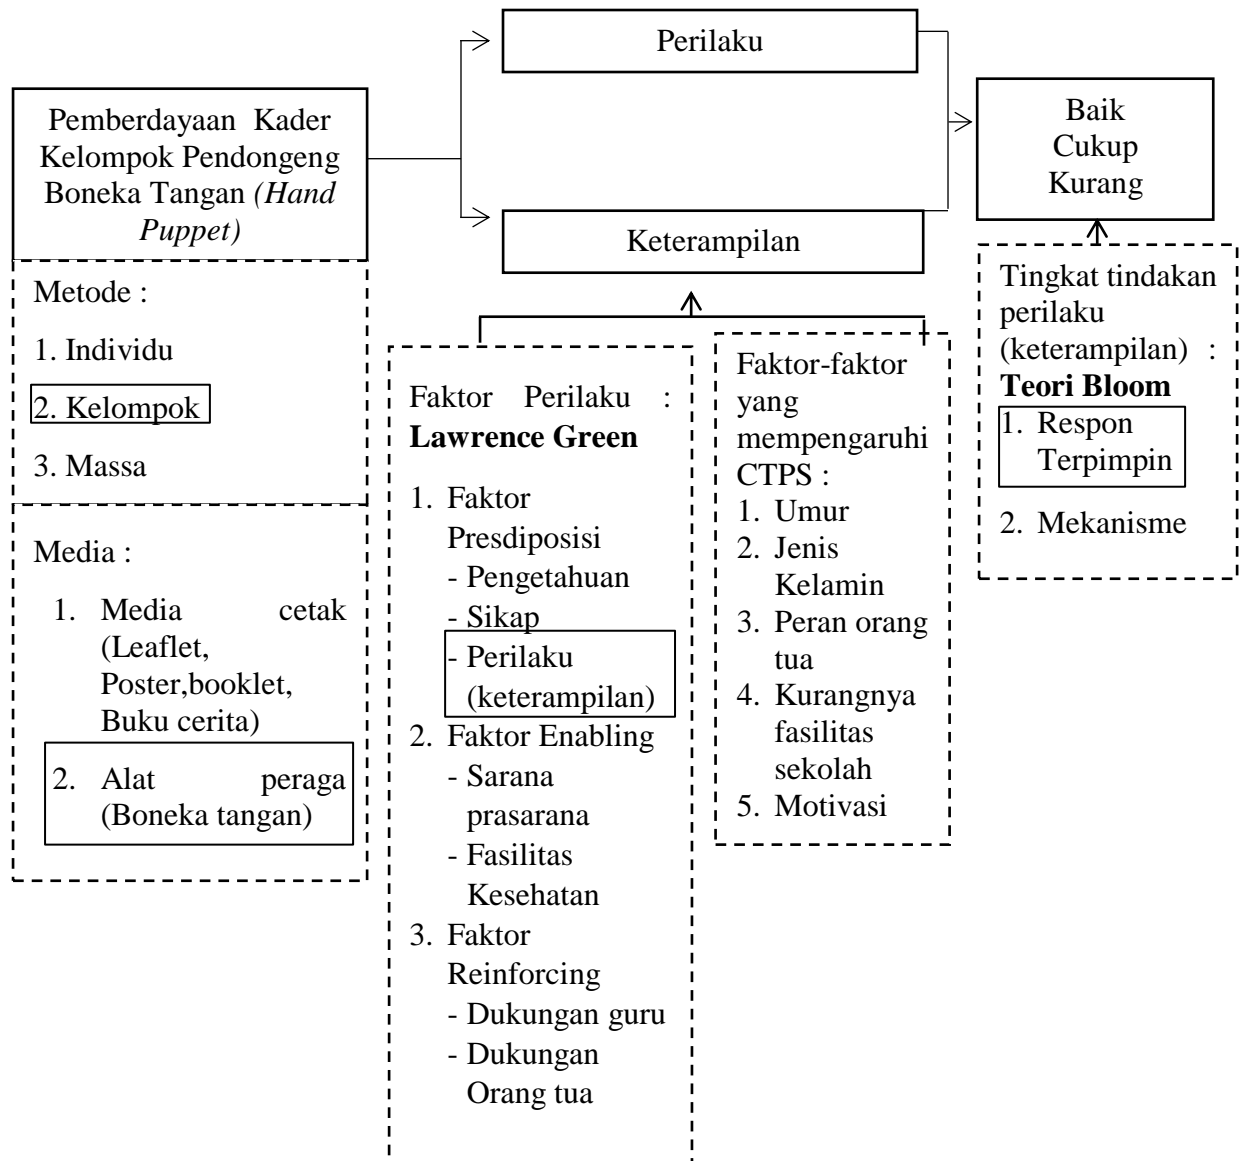 Perilaku
Pemberdayaan Kader
Kelompok Pendongeng
Boneka Tangan (Hand
Puppet)
Baik
Cukup
Kurang
Keterampilan
Metode :
1. Individu
2. Kelompok
3. Massa
Media :
1. Media cetak
(Leaflet,
Poster,booklet,
Buku cerita)
2. Alat peraga
(Boneka tangan)
Faktor Perilaku :
Lawrence Green
1. Faktor
Presdiposisi
- Pengetahuan
- Sikap
- Perilaku
(keterampilan)
2. Faktor Enabling
- Sarana
prasarana
- Fasilitas
Kesehatan
3. Faktor
Reinforcing
- Dukungan guru
- Dukungan
Orang tua
Faktor-faktor
yang
mempengaruhi
CTPS :
1. Umur
2. Jenis
Kelamin
3. Peran orang
tua
4. Kurangnya
fasilitas
sekolah
5. Motivasi
Tingkat tindakan
perilaku
(keterampilan) :
Teori Bloom
1. Respon
Terpimpin
2. Mekanisme